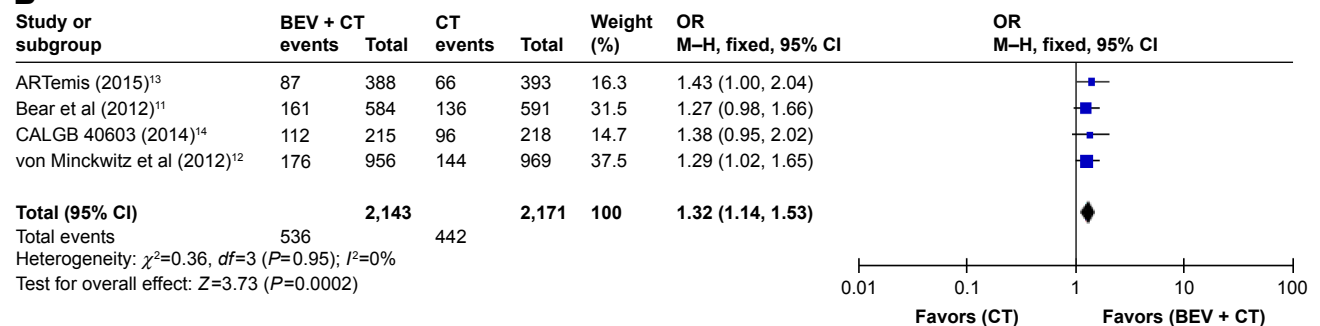 Study or subgroup BEV + CT events Total CT events Total Weight (%) OR M–H, fixed, 95% CI OR M–H, fixed, 95% CI
ARTemis (2015)¹³ 87 388 66 393 16.3 1.43 (1.00, 2.04)
Bear et al (2012)¹¹ 161 584 136 591 31.5 1.27 (0.98, 1.66)
CALGB 40603 (2014)¹⁴ 112 215 96 218 14.7 1.38 (0.95, 2.02)
von Minckwitz et al (2012)¹² 176 956 144 969 37.5 1.29 (1.02, 1.65)
Total (95% CI) 2,143 2,171 100 1.32 (1.14, 1.53)
Total events 536 442
Heterogeneity: χ²=0.36, df=3 (P=0.95); I²=0%
Test for overall effect: Z=3.73 (P=0.0002)
0.01 0.1 1 10 100
Favors (CT) Favors (BEV + CT)